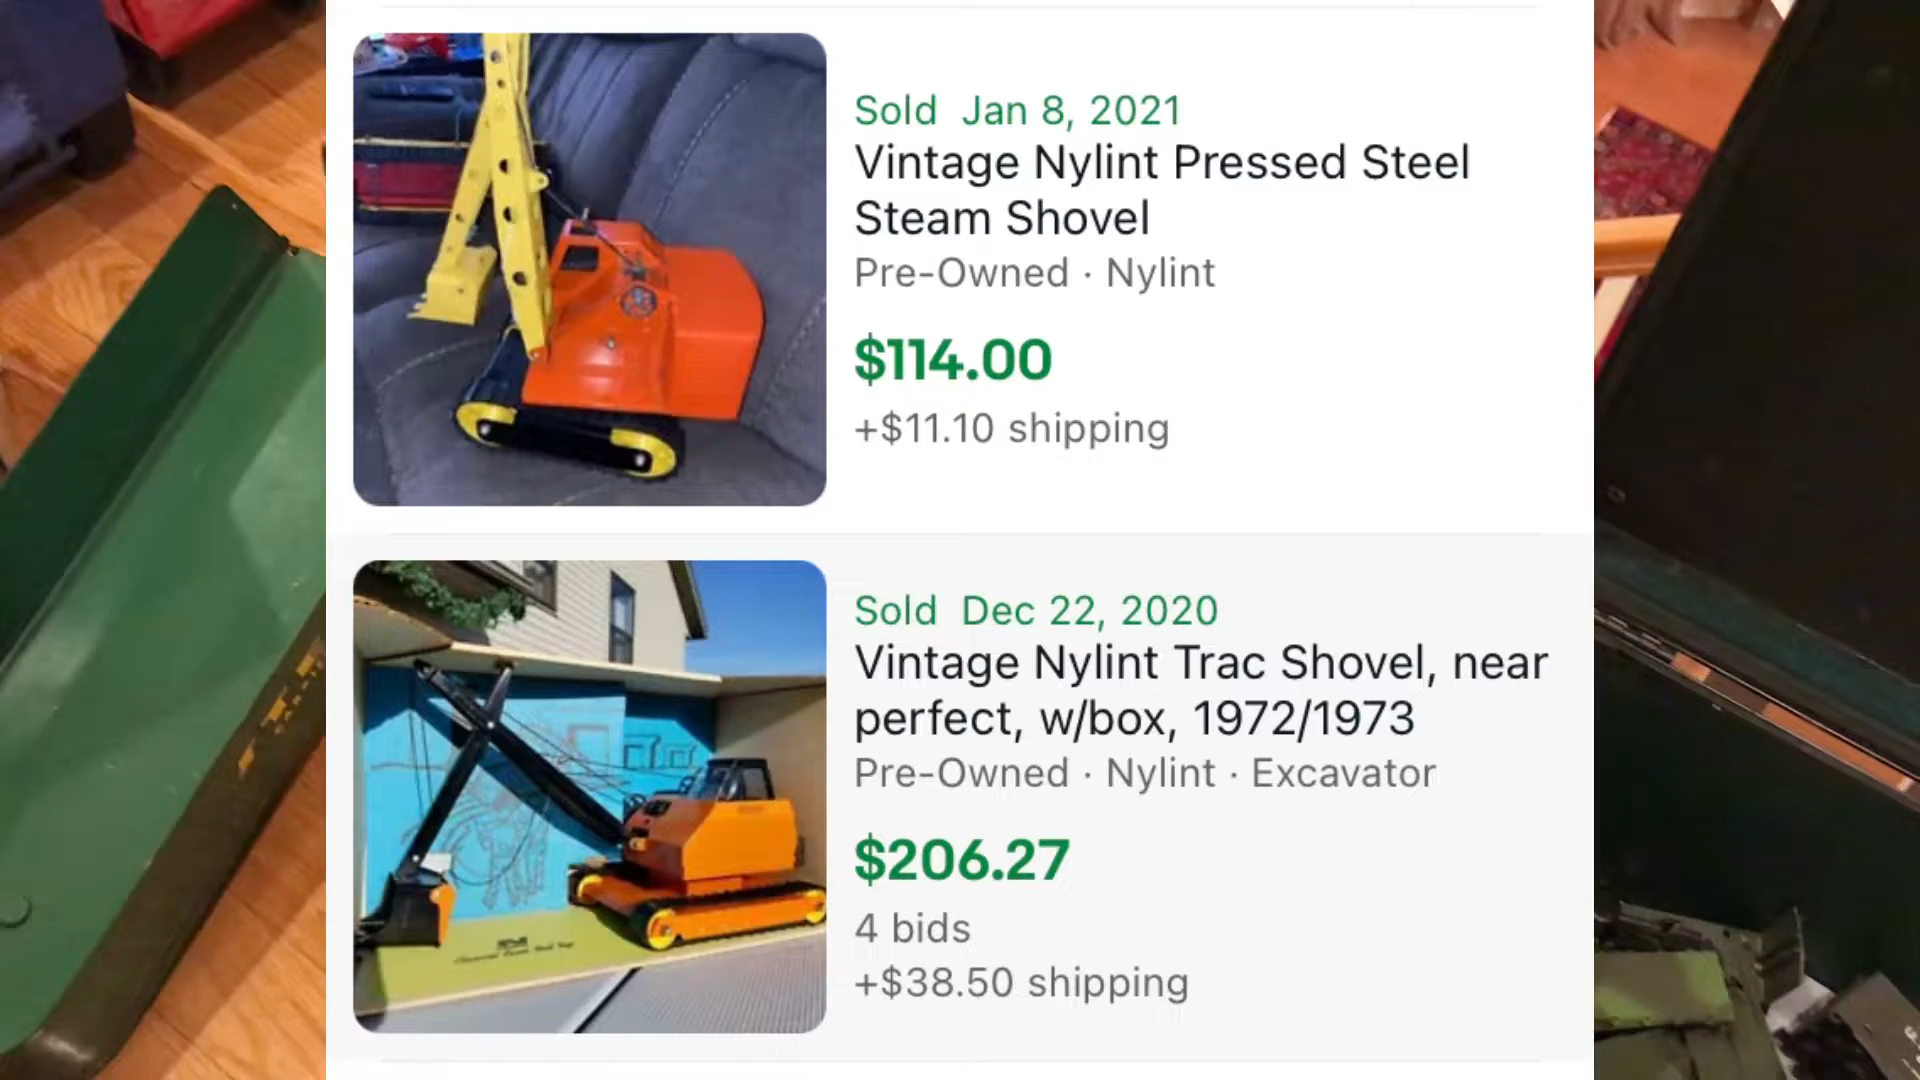 Sold Jan 8, 2021
Vintage Nylint Pressed Steel
Steam Shovel
Pre-Owned · Nylint
$114.00
+$11.10 shipping
Sold Dec 22, 2020
Vintage Nylint Trac Shovel, near
perfect, w/box, 1972/1973
Pre-Owned · Nylint · Excavator
$206.27
4 bids
+$38.50 shipping